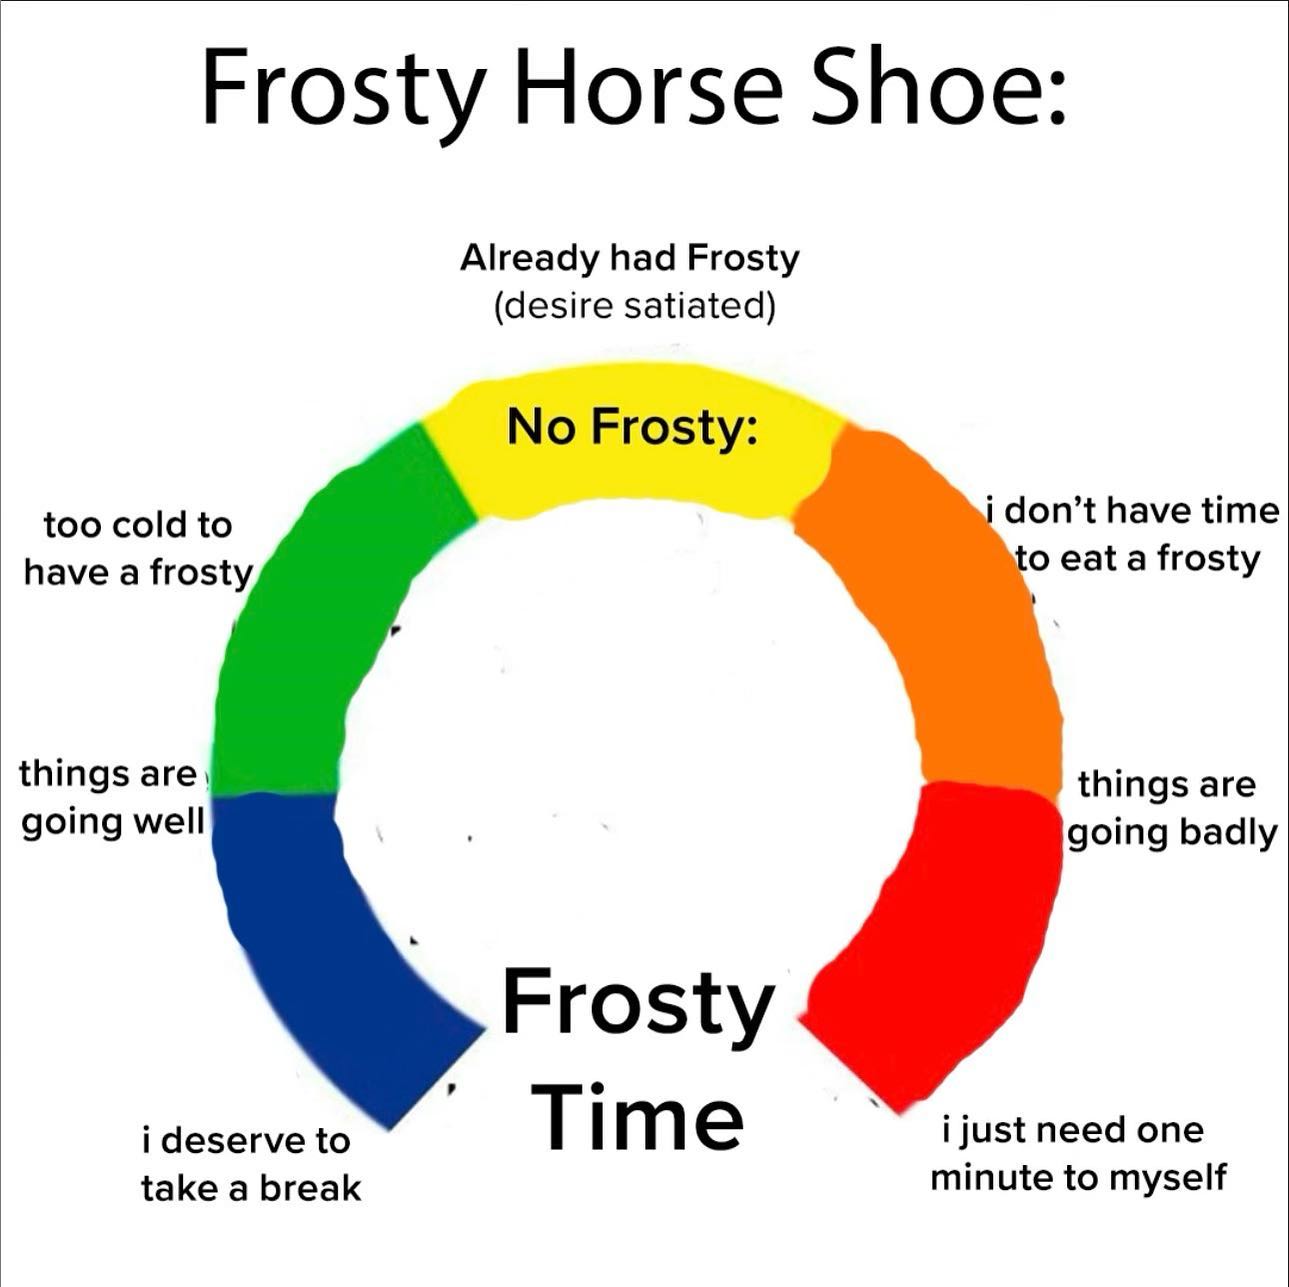 Frosty Horse Shoe:
Already had Frosty
(desire satiated)
No Frosty:
too cold to
have a frosty
i don’t have time
to eat a frosty
things are
going well
things are
going badly
Frosty
Time
i deserve to
take a break
i just need one
minute to myself